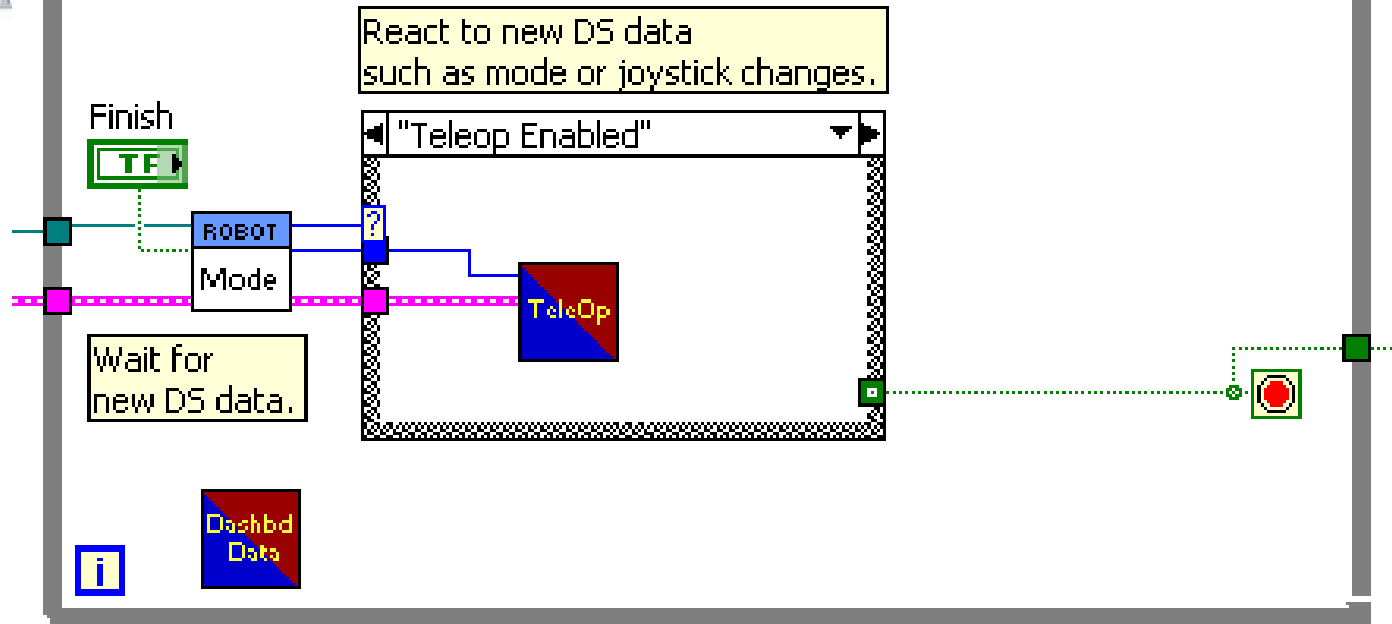 React to new DS data
such as mode or joystick changes.
Finish
TF
"Teleop Enabled"
?
ROBOT
Mode
TeleOp
Wait for
new DS data.
Dashbd
Data
i